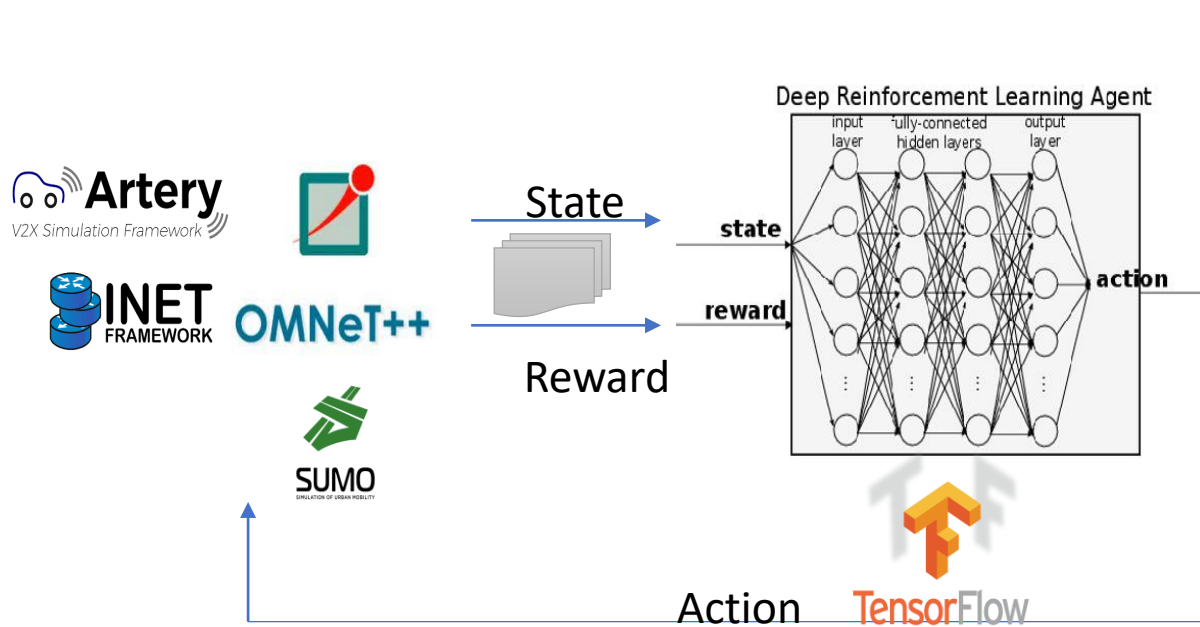 Deep Reinforcement Learning Agent
input
layer
fully-connected
hidden layers
output
layer
Artery
V2X Simulation Framework
INET
FRAMEWORK
OMNeT++
SUMO
SIMULATION OF URBAN MOBILITY
State
Reward
state
reward
action
Action
TensorFlow